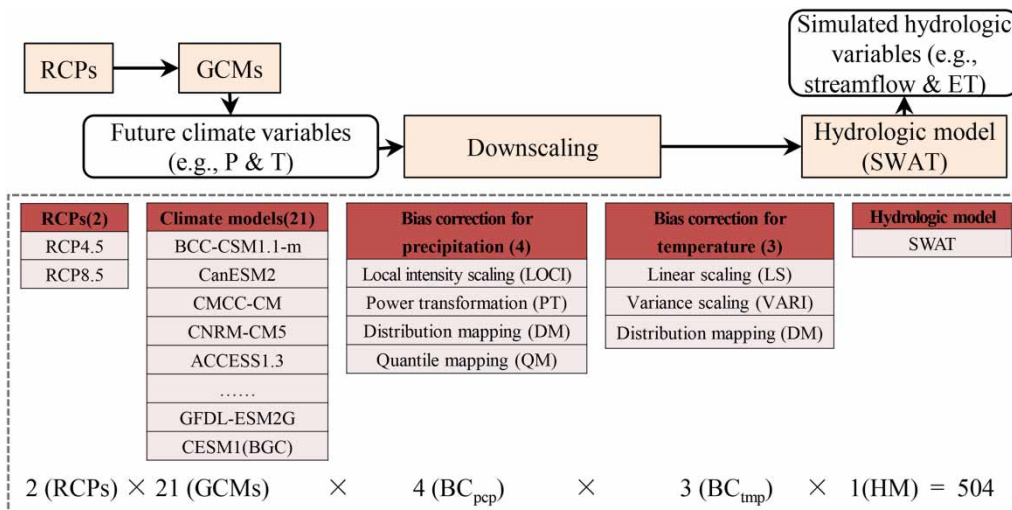 RCPs
GCMs
Simulated hydrologic
variables (e.g.,
streamflow & ET)
Future climate variables
(e.g., P & T)
Downscaling
Hydrologic model
(SWAT)
RCPs(2)
RCP4.5
RCP8.5
Climate models(21)
BCC-CSM1.1-m
CanESM2
CMCC-CM
CNRM-CM5
ACCESS1.3
……
GFDL-ESM2G
CESM1(BGC)
Bias correction for
precipitation (4)
Local intensity scaling (LOCI)
Power transformation (PT)
Distribution mapping (DM)
Quantile mapping (QM)
Bias correction for
temperature (3)
Linear scaling (LS)
Variance scaling (VARI)
Distribution mapping (DM)
Hydrologic model
SWAT
2 (RCPs) × 21 (GCMs) × 4 (BCpcp) × 3 (BCtmp) × 1(HM) = 504